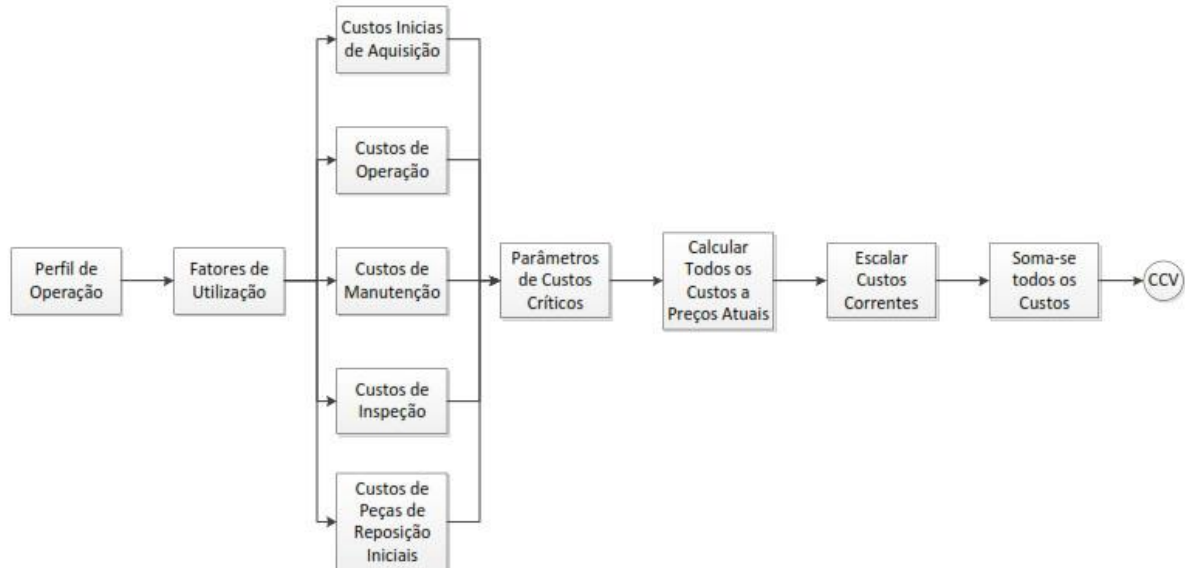 Custos Inicias
de Aquisição
Custos de
Operação
Perfil de
Operação
Fatores de
Utilização
Custos de
Manutenção
Parâmetros
de Custos
Críticos
Calcular
Todos os
Custos a
Preços Atuais
Escalar
Custos
Correntes
Soma-se
todos os
Custos
CCV
Custos de
Inspeção
Custos de
Peças de
Reposição
Iniciais